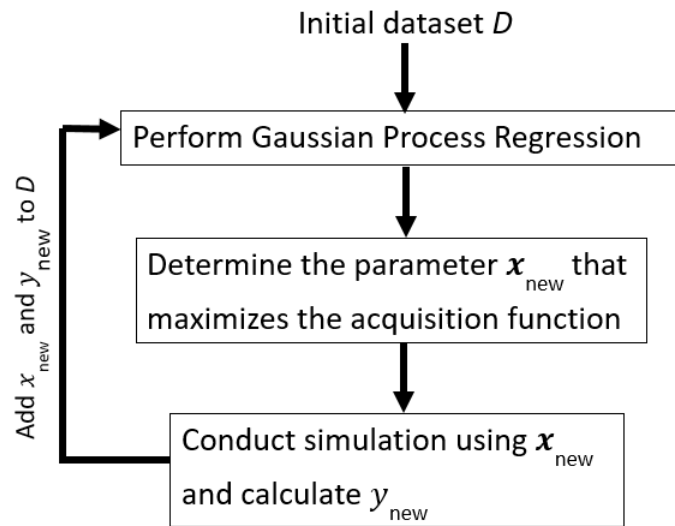 Initial dataset D
Perform Gaussian Process Regression
Determine the parameter x_new that
maximizes the acquisition function
Conduct simulation using x_new
and calculate y_new
Add x_new and y_new to D